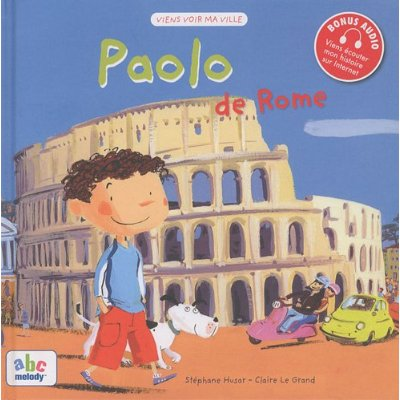 VIENS VOIR MA VILLE
Paolo
de Rome
BONUS AUDIO
Viens écouter
mon histoire
sur Internet
abc
melody™
Stéphane Husar - Claire Le Grand